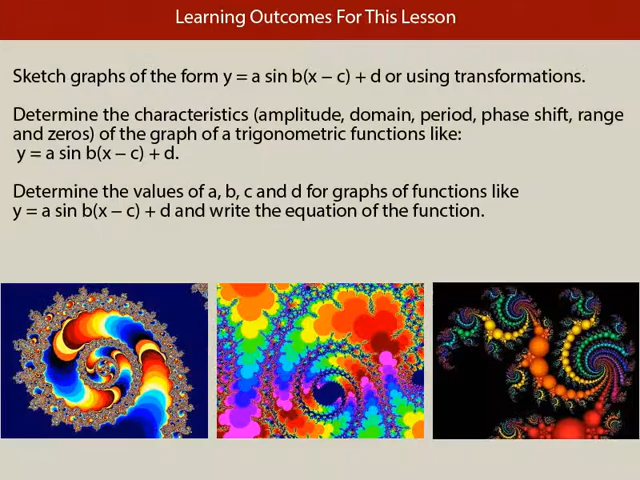 Learning Outcomes For This Lesson
Sketch graphs of the form y = a sin b(x – c) + d or using transformations.
Determine the characteristics (amplitude, domain, period, phase shift, range
and zeros) of the graph of a trigonometric functions like:
y = a sin b(x – c) + d.
Determine the values of a, b, c and d for graphs of functions like
y = a sin b(x – c) + d and write the equation of the function.